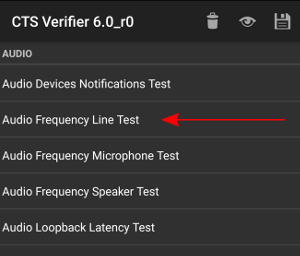 CTS Verifier 6.0_r0
AUDIO
Audio Devices Notifications Test
Audio Frequency Line Test
Audio Frequency Microphone Test
Audio Frequency Speaker Test
Audio Loopback Latency Test